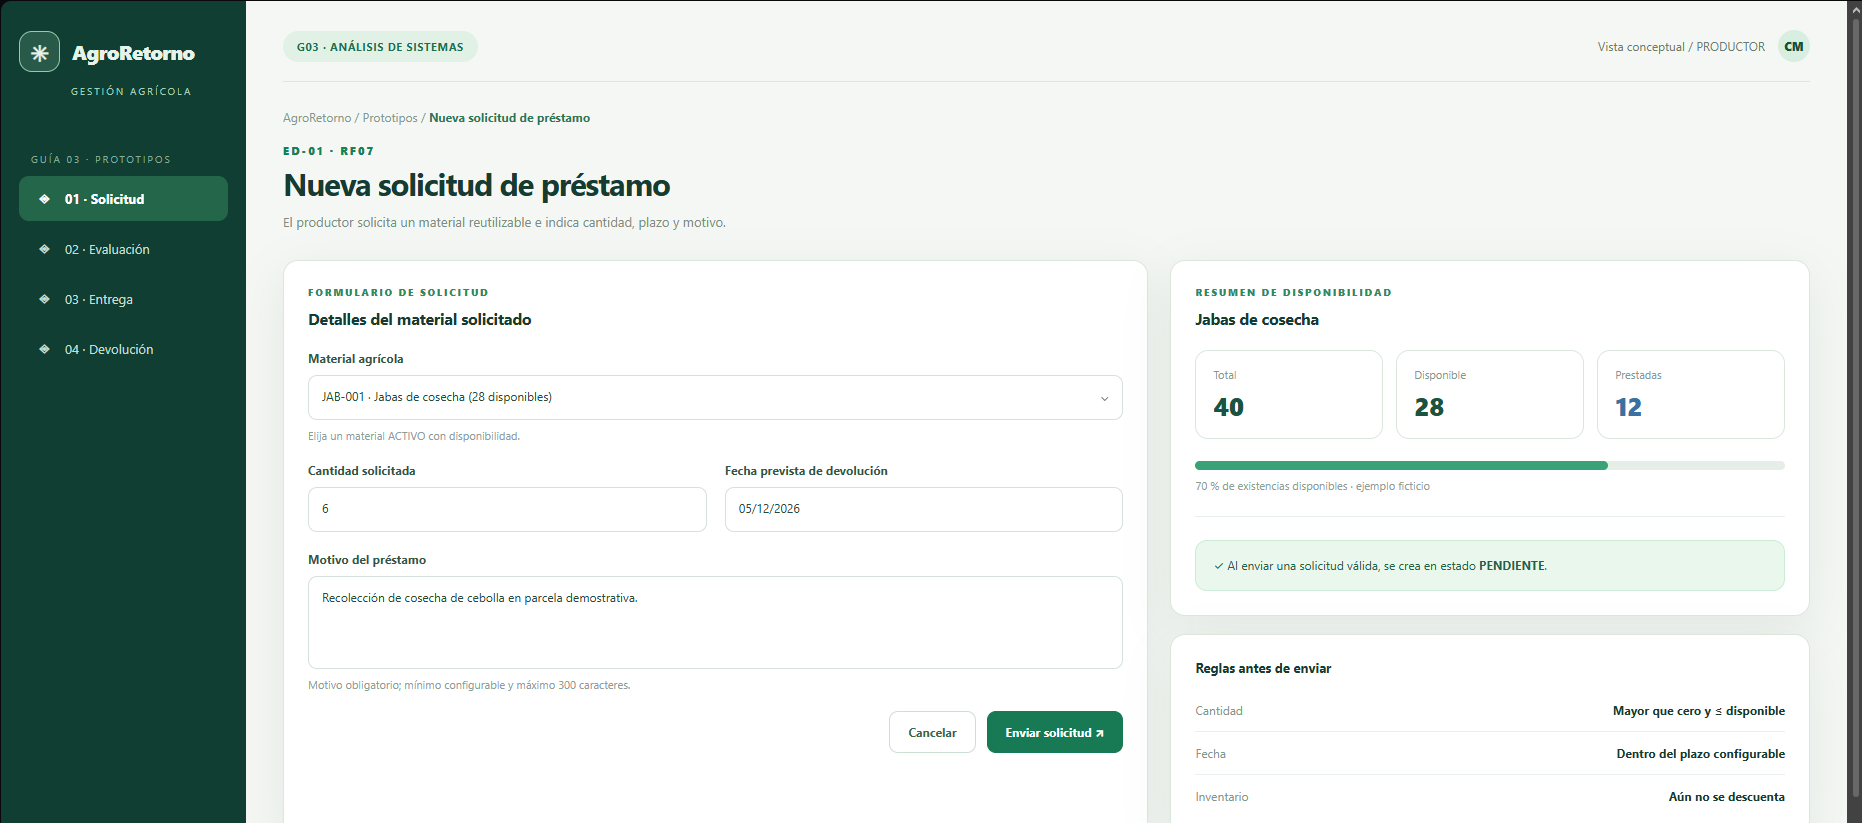 AgroRetorno
GESTIÓN AGRÍCOLA
GUÍA 03 · PROTOTIPOS
01 · Solicitud
02 · Evaluación
03 · Entrega
04 · Devolución
G03 · ANÁLISIS DE SISTEMAS
Vista conceptual / PRODUCTOR
CM
AgroRetorno / Prototipos / Nueva solicitud de préstamo
ED-01 · RF07
Nueva solicitud de préstamo
El productor solicita un material reutilizable e indica cantidad, plazo y motivo.
FORMULARIO DE SOLICITUD
Detalles del material solicitado
Material agrícola
JAB-001 · Jabas de cosecha (28 disponibles)
Elija un material ACTIVO con disponibilidad.
Cantidad solicitada
6
Fecha prevista de devolución
05/12/2026
Motivo del préstamo
Recolección de cosecha de cebolla en parcela demostrativa.
Motivo obligatorio; mínimo configurable y máximo 300 caracteres.
Cancelar
Enviar solicitud ↗
RESUMEN DE DISPONIBILIDAD
Jabas de cosecha
Total
40
Disponible
28
Prestadas
12
70 % de existencias disponibles · ejemplo ficticio
✓ Al enviar una solicitud válida, se crea en estado PENDIENTE.
Reglas antes de enviar
Cantidad
Mayor que cero y ≤ disponible
Fecha
Dentro del plazo configurable
Inventario
Aún no se descuenta